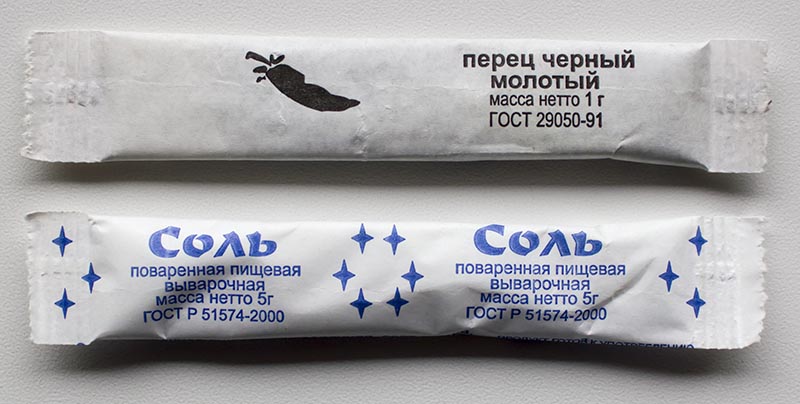 перец черный
молотый
масса нетто 1 г
ГОСТ 29050-91
Соль
поваренная пищевая
выварочная
масса нетто 5г
ГОСТ Р 51574-2000
Соль
поваренная пищевая
выварочная
масса нетто 5г
ГОСТ Р 51574-2000
К УПОТРЕБЛЕНИЮ